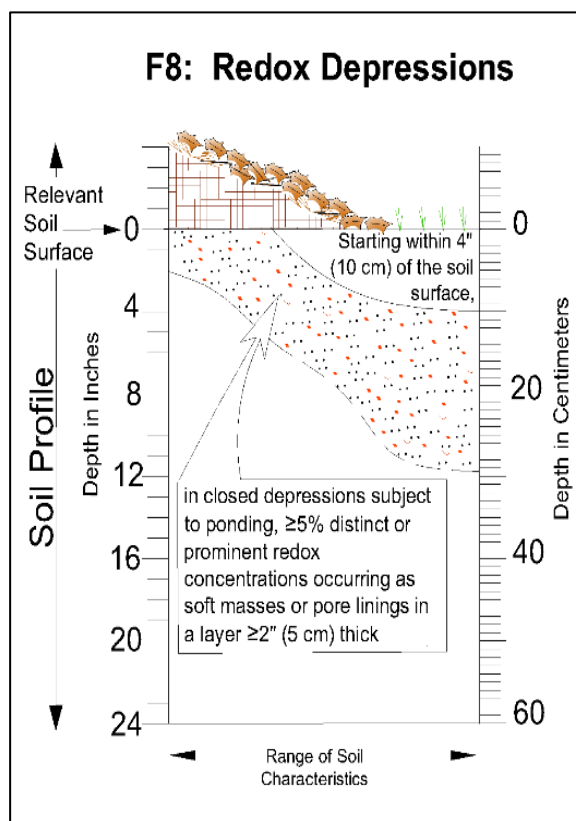 F8: Redox Depressions
Relevant
Soil
Surface
0
4
8
12
16
20
24
Soil Profile
Depth in Inches
Starting within 4"
(10 cm) of the soil
surface,
in closed depressions subject
to ponding, ≥5% distinct or
prominent redox
concentrations occurring as
soft masses or pore linings in
a layer ≥2" (5 cm) thick
0
20
40
60
Depth in Centimeters
Range of Soil
Characteristics